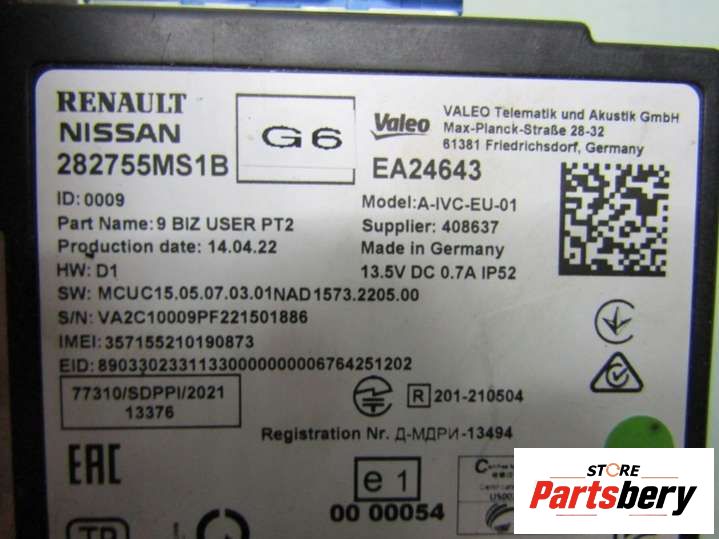 RENAULT
NISSAN
282755MS1B
G6
Valeo
VALEO Telematik und Akustik GmbH
Max-Planck-Straße 28-32
61381 Friedrichsdorf, Germany
EA24643
ID: 0009
Part Name: 9 BIZ USER PT2
Production date: 14.04.22
HW: D1
Model: A-IVC-EU-01
Supplier: 408637
Made in Germany
13.5V DC 0.7A IP52
SW: MCUC15.05.07.03.01NAD1573.2205.00
S/N: VA2C10009PF221501886
IMEI: 357155210190873
EID: 89033023311330000000006764251202
77310/SDPPI/2021
13376
R 201-210504
Registration Nr. Д-МДРИ-13494
EAC
e 1
00 00054
STORE
Partsbery